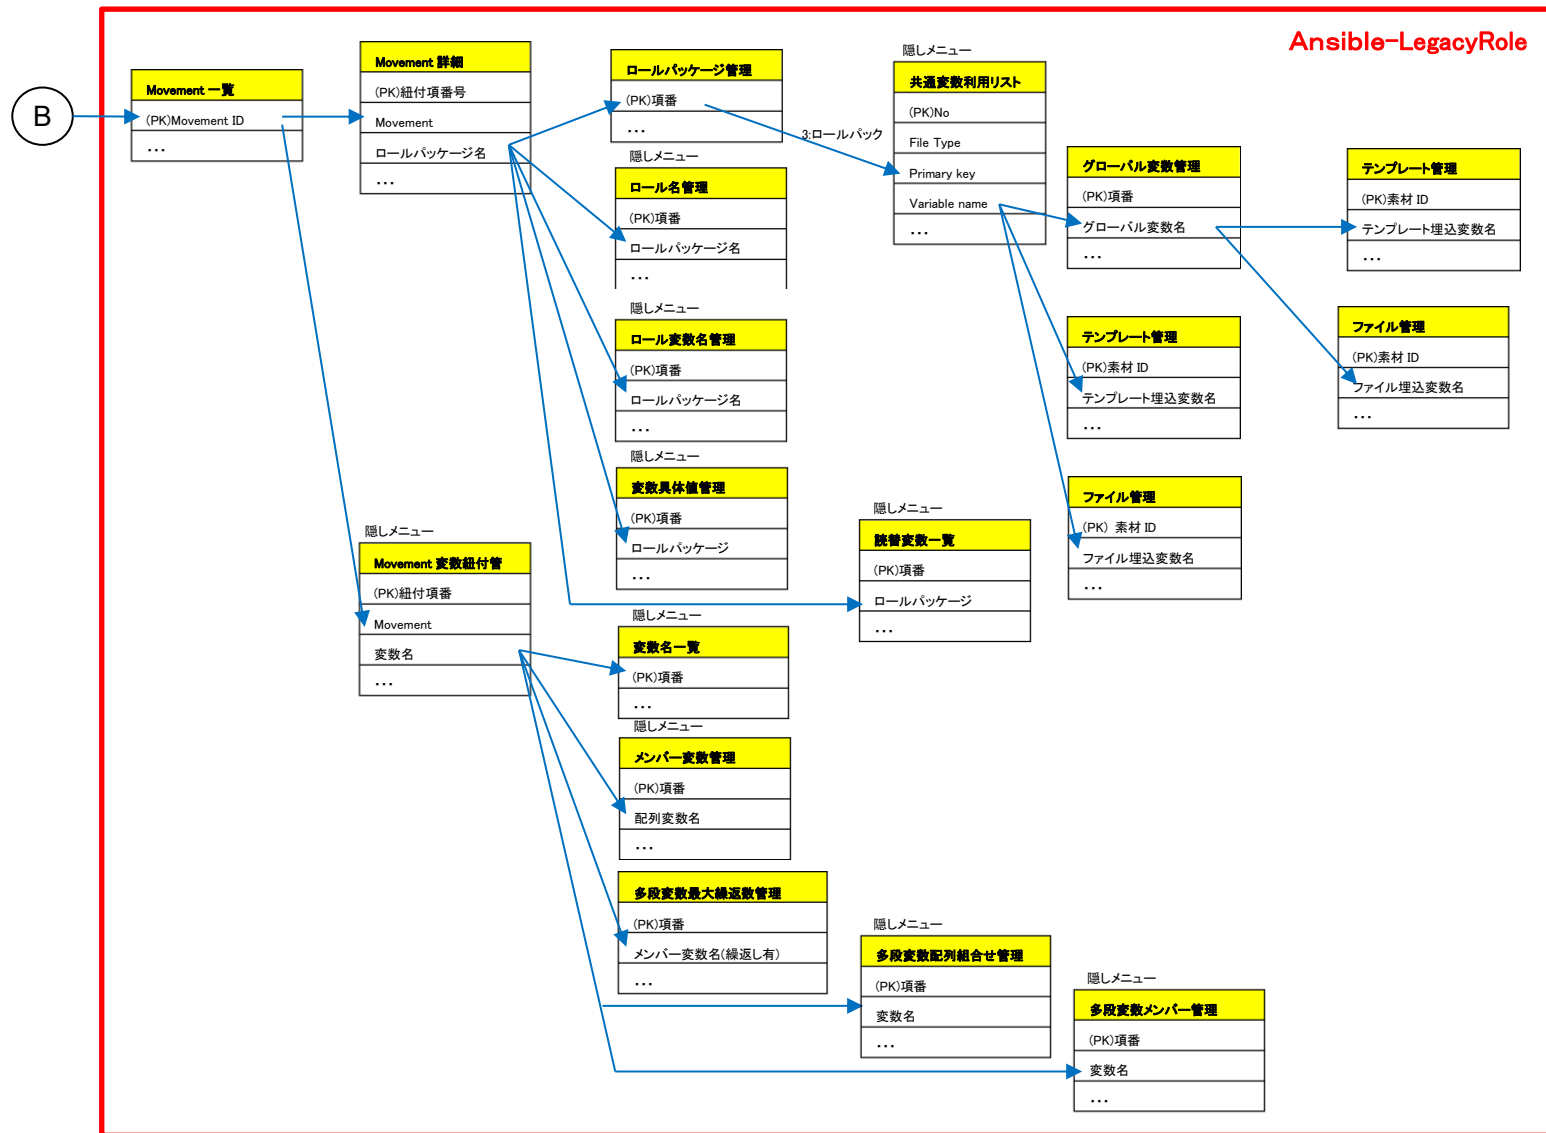 Ansible-LegacyRole
B
Movement 一覧
(PK)Movement ID
...
Movement 詳細
(PK)紐付項番号
Movement
ロールパッケージ名
...
ロールパッケージ管理
(PK)項番
...
3:ロールパック
隠しメニュー
共通変数利用リスト
(PK)No
File Type
Primary key
Variable name
...
隠しメニュー
ロール名管理
(PK)項番
ロールパッケージ名
...
グローバル変数管理
(PK)項番
グローバル変数名
...
テンプレート管理
(PK)素材 ID
テンプレート埋込変数名
...
隠しメニュー
ロール変数名管理
(PK)項番
ロールパッケージ名
...
テンプレート管理
(PK)素材 ID
テンプレート埋込変数名
...
ファイル管理
(PK)素材 ID
ファイル埋込変数名
...
隠しメニュー
変数具体値管理
(PK)項番
ロールパッケージ
...
ファイル管理
(PK) 素材 ID
ファイル埋込変数名
...
隠しメニュー
読替変数一覧
(PK)項番
ロールパッケージ
...
隠しメニュー
Movement 変数紐付管
(PK)紐付項番
Movement
変数名
...
隠しメニュー
変数名一覧
(PK)項番
...
隠しメニュー
メンバー変数管理
(PK)項番
配列変数名
...
多段変数最大繰返数管理
(PK)項番
メンバー変数名(繰返し有)
...
隠しメニュー
多段変数配列組合せ管理
(PK)項番
変数名
...
隠しメニュー
多段変数メンバー管理
(PK)項番
変数名
...